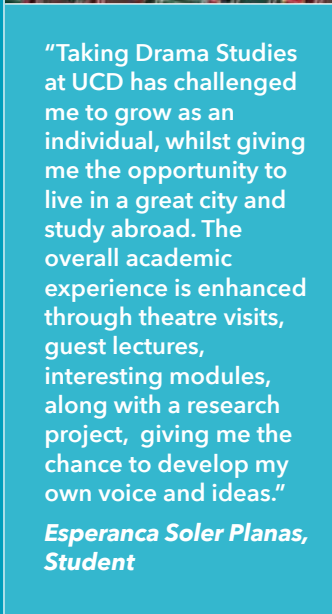 "Taking Drama Studies
at UCD has challenged
me to grow as an
individual, whilst giving
me the opportunity to
live in a great city and
study abroad. The
overall academic
experience is enhanced
through theatre visits,
guest lectures,
interesting modules,
along with a research
project,  giving me the
chance to develop my
own voice and ideas."
Esperanca Soler Planas,
Student